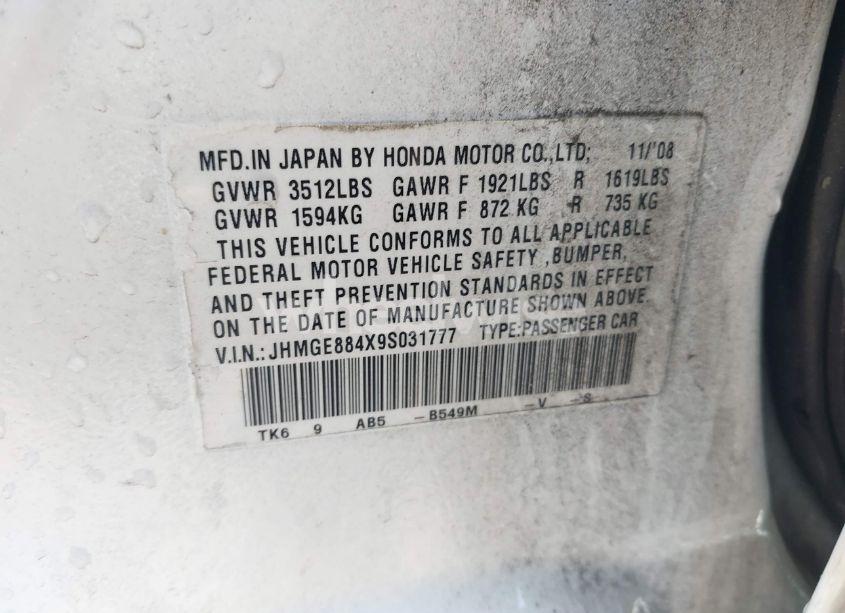 MFD.IN JAPAN BY HONDA MOTOR CO.,LTD; 11/'08
GVWR 3512LBS GAWR F 1921LBS R 1619LBS
GVWR 1594KG GAWR F 872 KG R 735 KG
THIS VEHICLE CONFORMS TO ALL APPLICABLE
FEDERAL MOTOR VEHICLE SAFETY ,BUMPER,
AND THEFT PREVENTION STANDARDS IN EFFECT
ON THE DATE OF MANUFACTURE SHOWN ABOVE.
V.I.N.:JHMGE884X9S031777 TYPE:PASSENGER CAR
TK6 9 AB5 -B549M -V -S